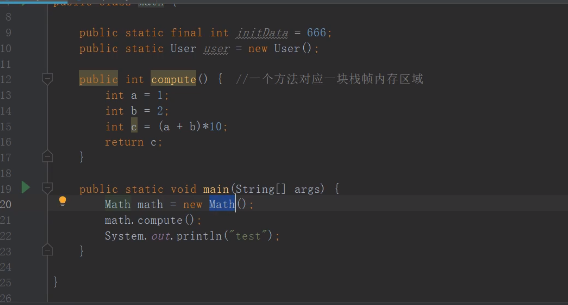 public class Math {
8
9 public static final int initData = 666;
10 public static User user = new User();
11
12 public int compute() { //一个方法对应一块栈帧内存区域
13 int a = 1;
14 int b = 2;
15 int c = (a + b)*10;
16 return c;
17 }
18
19 public static void main(String[] args) {
20 Math math = new Math();
21 math.compute();
22 System.out.println("test");
23 }
24
25 }
26